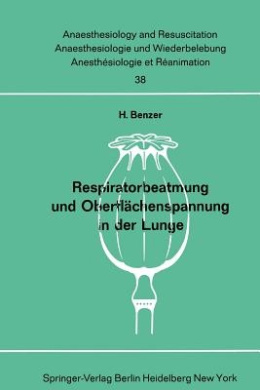 Anaesthesiology and Resuscitation
Anaesthesiologie und Wiederbelebung
Anesthésiologie et Réanimation
38
H. Benzer
Respiratorbeatmung
und Oberflächenspannung
in der Lunge
Springer-Verlag Berlin Heidelberg New York